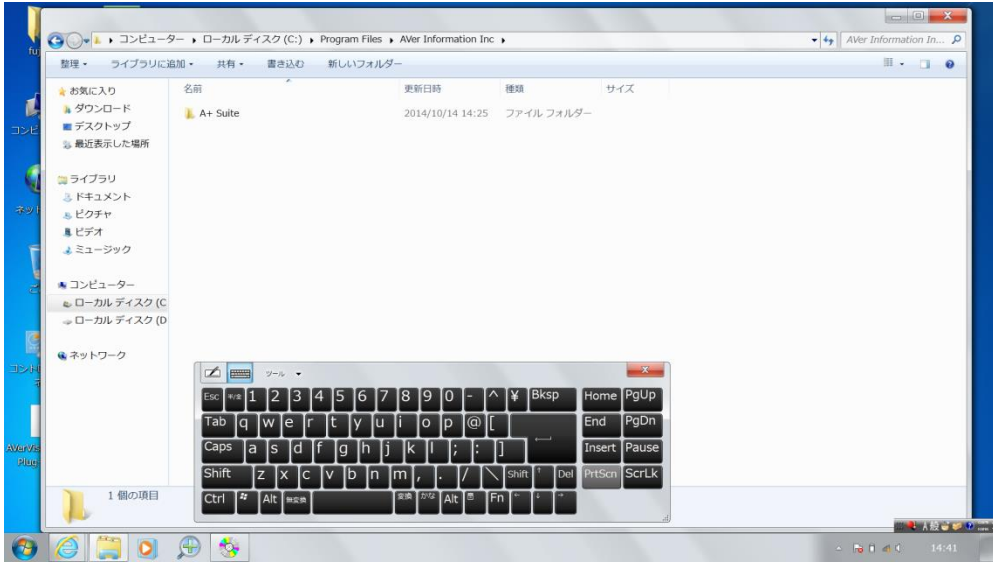 コンピューター ▸ ローカル ディスク (C:) ▸ Program Files ▸ AVer Information Inc ▸
AVer Information In...
整理 ライブラリに追加 共有 書き込む 新しいフォルダー
名前 更新日時 種類 サイズ
A+ Suite 2014/10/14 14:25 ファイル フォルダー
お気に入り
ダウンロード
デスクトップ
最近表示した場所
ライブラリ
ドキュメント
ピクチャ
ビデオ
ミュージック
コンピューター
ローカル ディスク (C
ローカル ディスク (D
ネットワーク
ツール
Esc 半/全 1 2 3 4 5 6 7 8 9 0 - ^ ¥ Bksp Home PgUp
Tab q w e r t y u i o p @ [ End PgDn
Caps a s d f g h j k l ; : ] Insert Pause
Shift z x c v b n m , . / \ Shift ↑ Del PrtScn ScrLk
Ctrl Alt 無変換 変換 かな Alt Fn ← ↓ →
1 個の項目
A 般
14:41